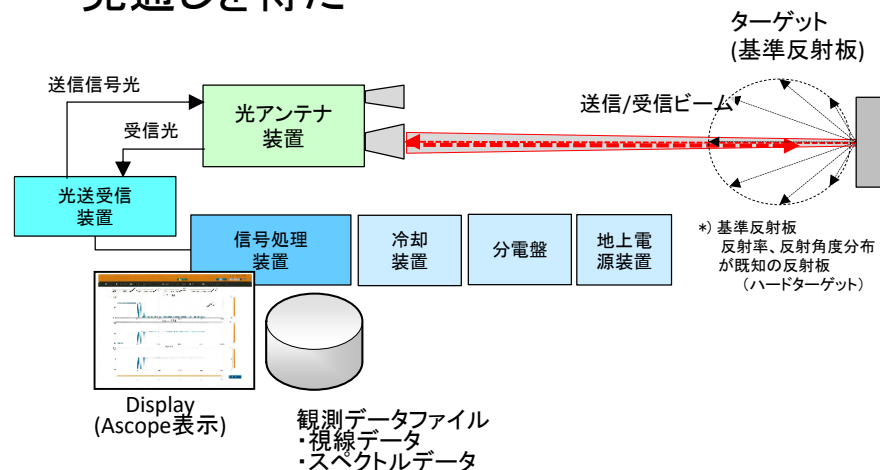 ターゲット
(基準反射板)
送信信号光
光アンテナ
装置
送信/受信ビーム
受信光
光送受信
装置
信号処理
装置
冷却
装置
分電盤
地上電
源装置
*) 基準反射板
反射率、反射角度分布
が既知の反射板
（ハードターゲット）
Display
(Ascope表示)
観測データファイル
・視線データ
・スペクトルデータ